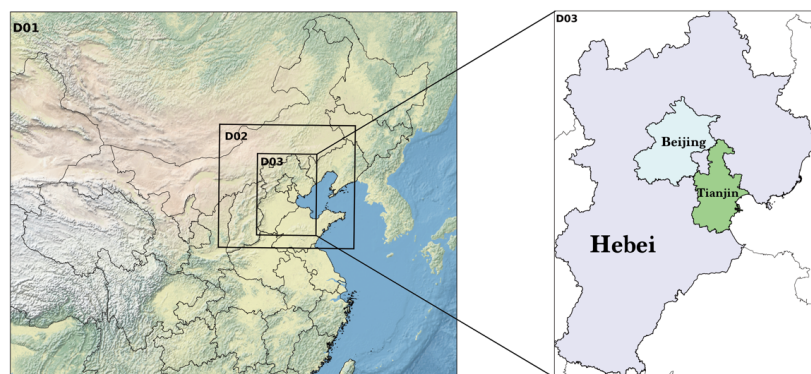 D01
D02
D03
D03
Beijing
Tianjin
Hebei